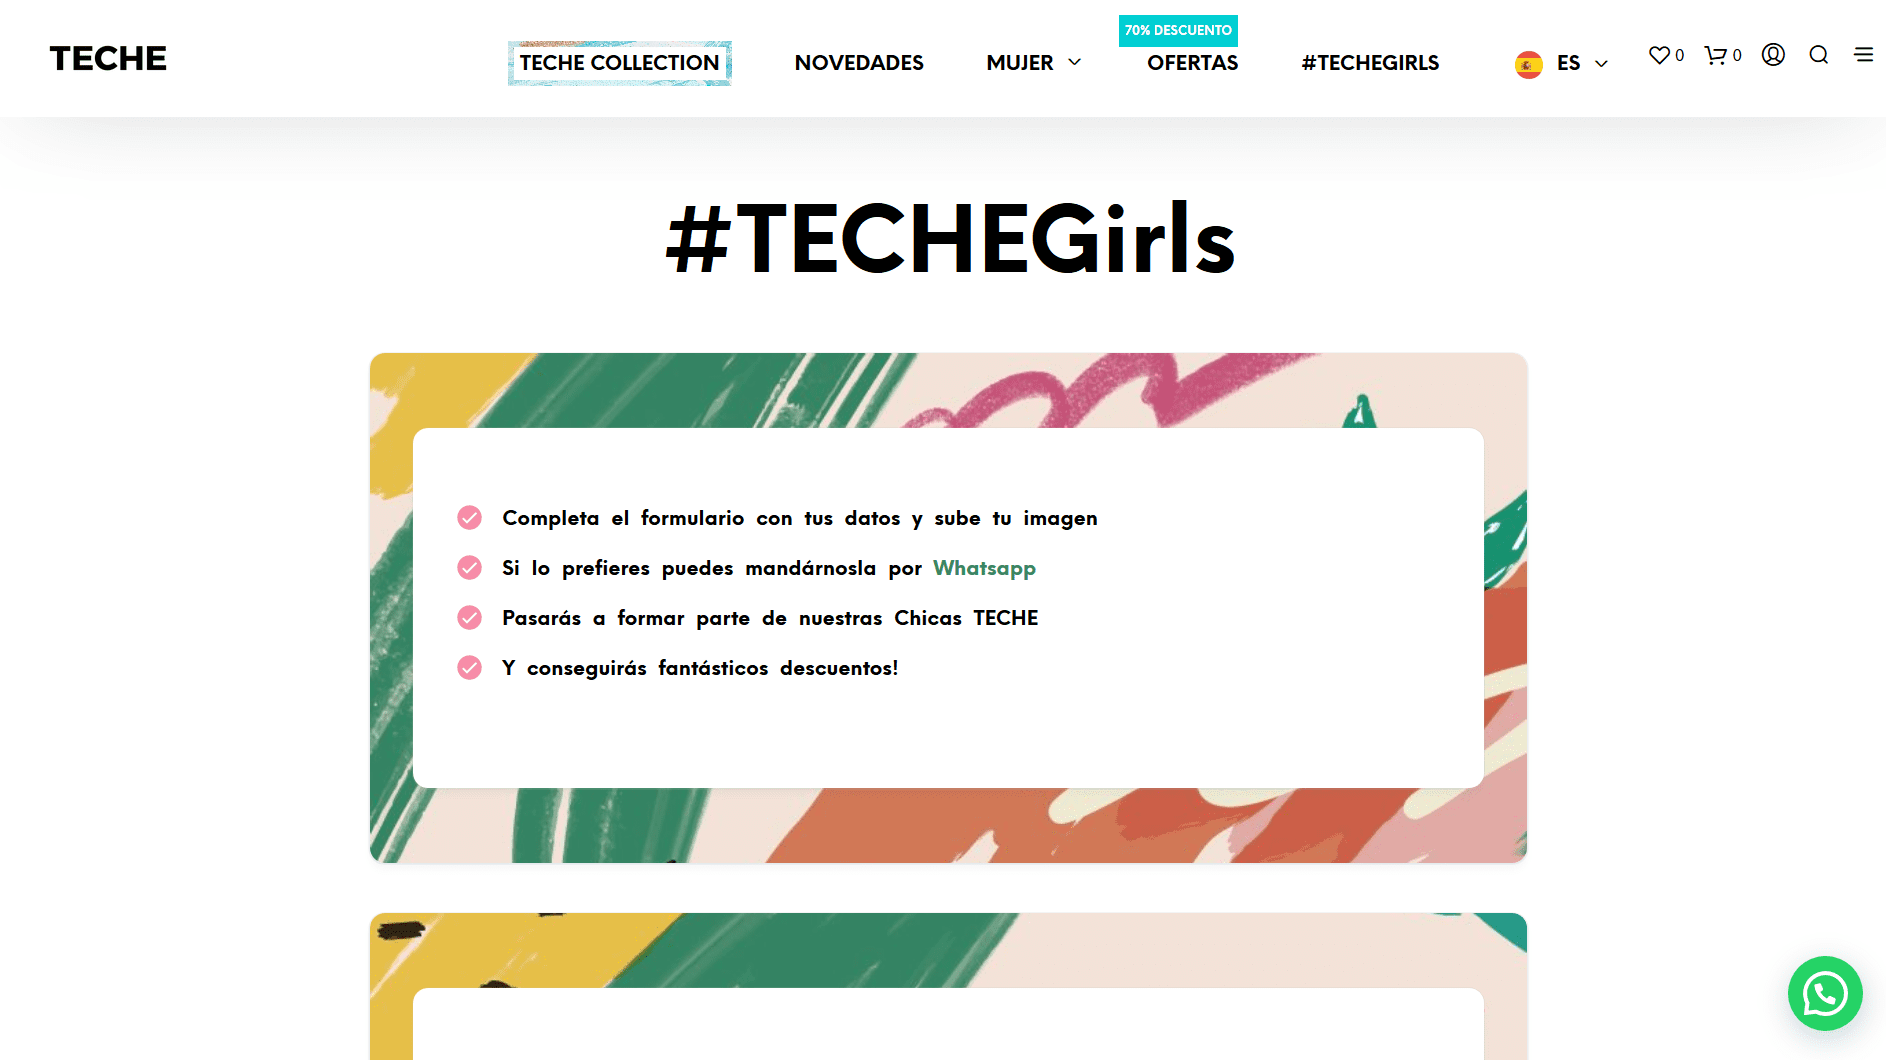 TECHE
TECHE COLLECTION
NOVEDADES
MUJER
70% DESCUENTO
OFERTAS
#TECHEGIRLS
ES
0
0
#TECHEGirls
Completa el formulario con tus datos y sube tu imagen
Si lo prefieres puedes mandárnosla por Whatsapp
Pasarás a formar parte de nuestras Chicas TECHE
Y conseguirás fantásticos descuentos!